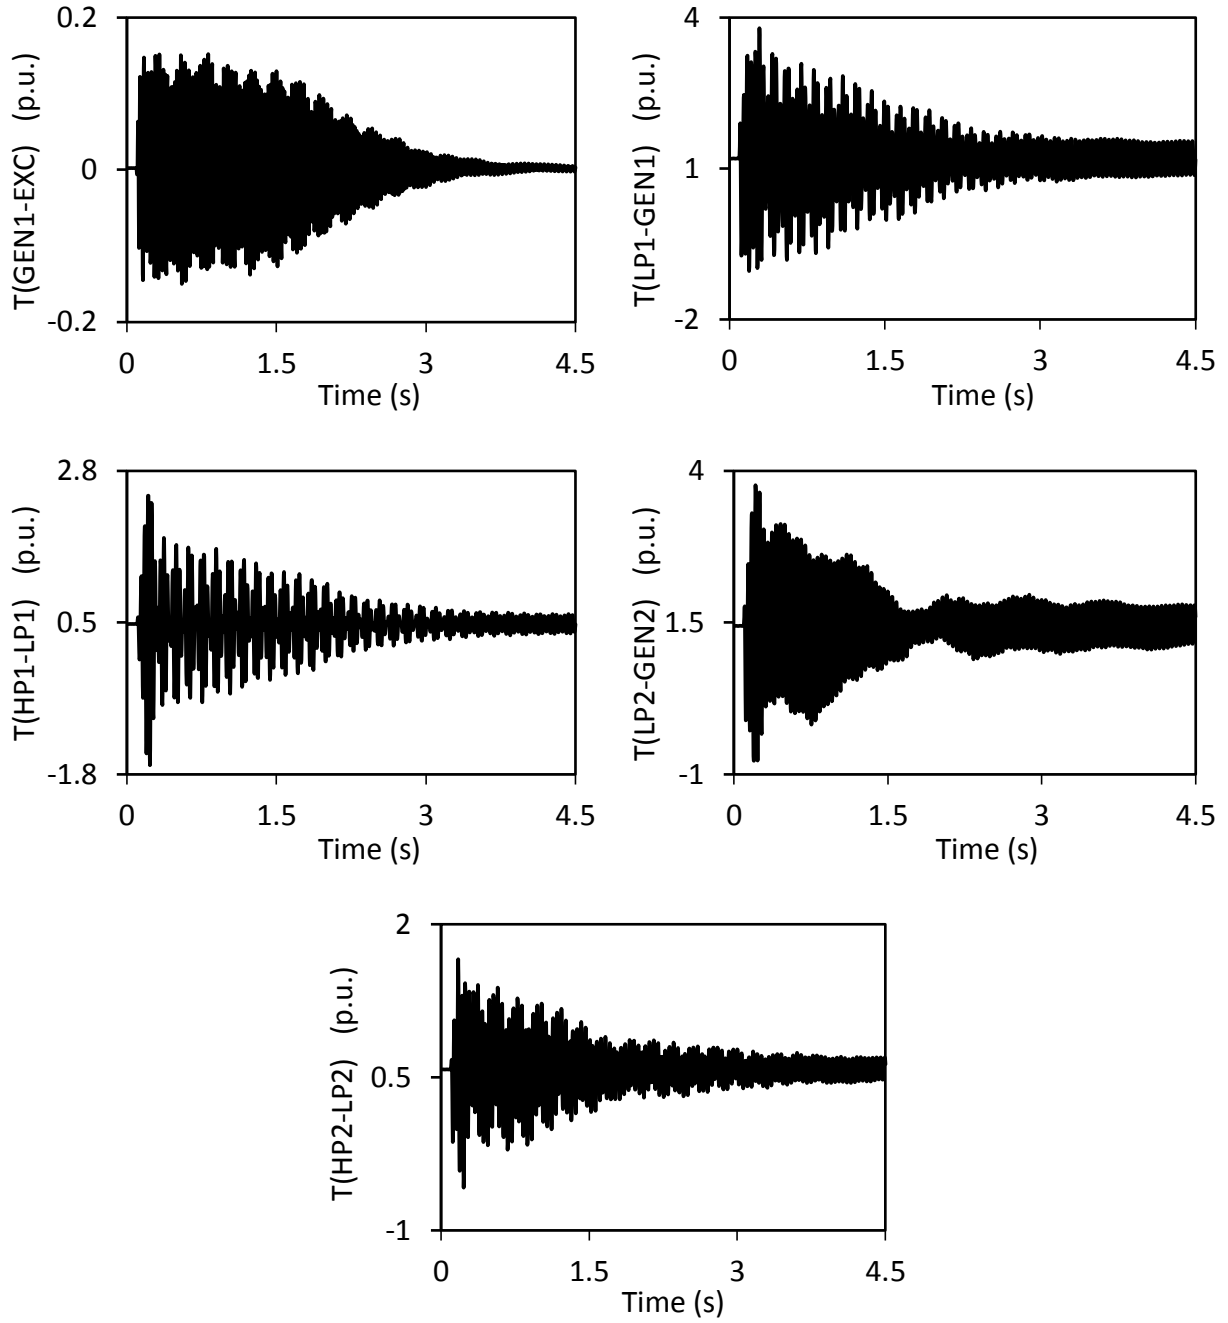 T(GEN1-EXC) (p.u.)
0.2
0
-0.2
0 1.5 3 4.5
Time (s)
T(LP1-GEN1) (p.u.)
4
1
-2
0 1.5 3 4.5
Time (s)
T(HP1-LP1) (p.u.)
2.8
0.5
-1.8
0 1.5 3 4.5
Time (s)
T(LP2-GEN2) (p.u.)
4
1.5
-1
0 1.5 3 4.5
Time (s)
T(HP2-LP2) (p.u.)
2
0.5
-1
0 1.5 3 4.5
Time (s)